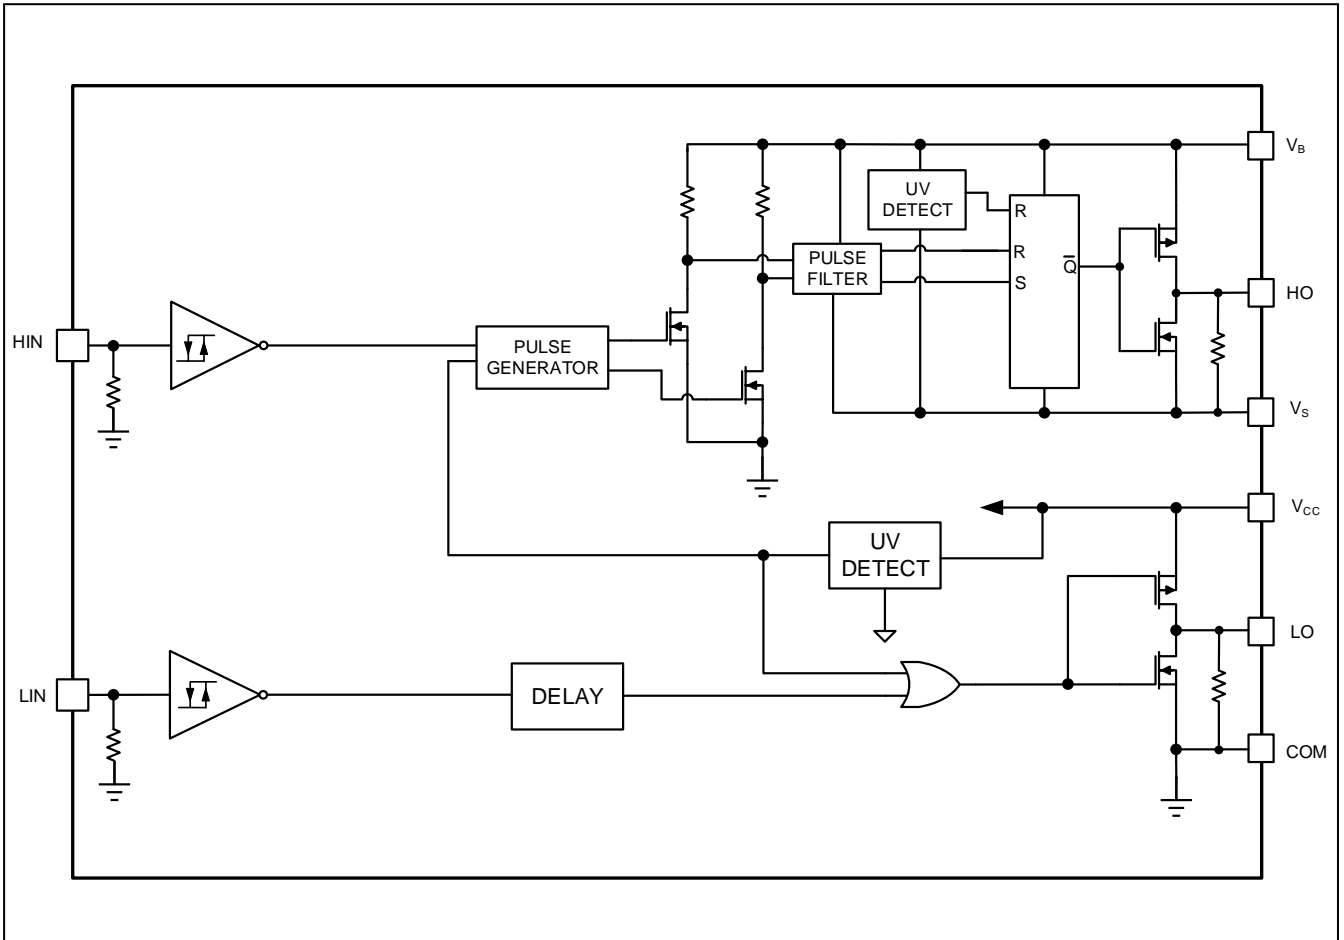 V_B
UV
DETECT
R
PULSE
FILTER
R
Q̅
S
HO
HIN
PULSE
GENERATOR
V_S
V_CC
UV
DETECT
LO
LIN
DELAY
COM